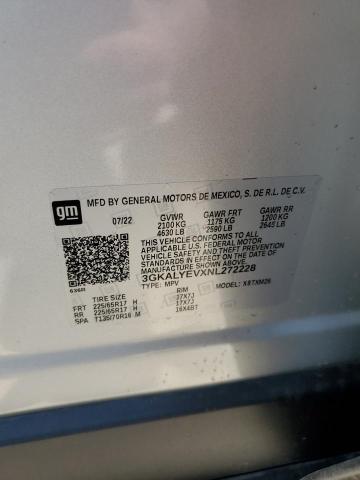 gm
MFD BY GENERAL MOTORS DE MEXICO, S. DE R.L. DE C.V.
07/22 GVWR GAWR FRT GAWR RR
2100 KG 1175 KG 1200 KG
4630 LB 2590 LB 2645 LB
THIS VEHICLE CONFORMS TO ALL
APPLICABLE U.S. FEDERAL MOTOR
VEHICLE SAFETY AND THEFT PREVENTION
STANDARDS IN EFFECT ON THE DATE OF
MANUFACTURE SHOWN ABOVE.
3GKALYEVXNL272228
TYPE: MPV MODEL: XRTXM26
TIRE SIZE RIM
FRT 225/65R17 H 17X7J
RR 225/65R17 H 17X7J
SPA T135/70R16 M 16X4BT